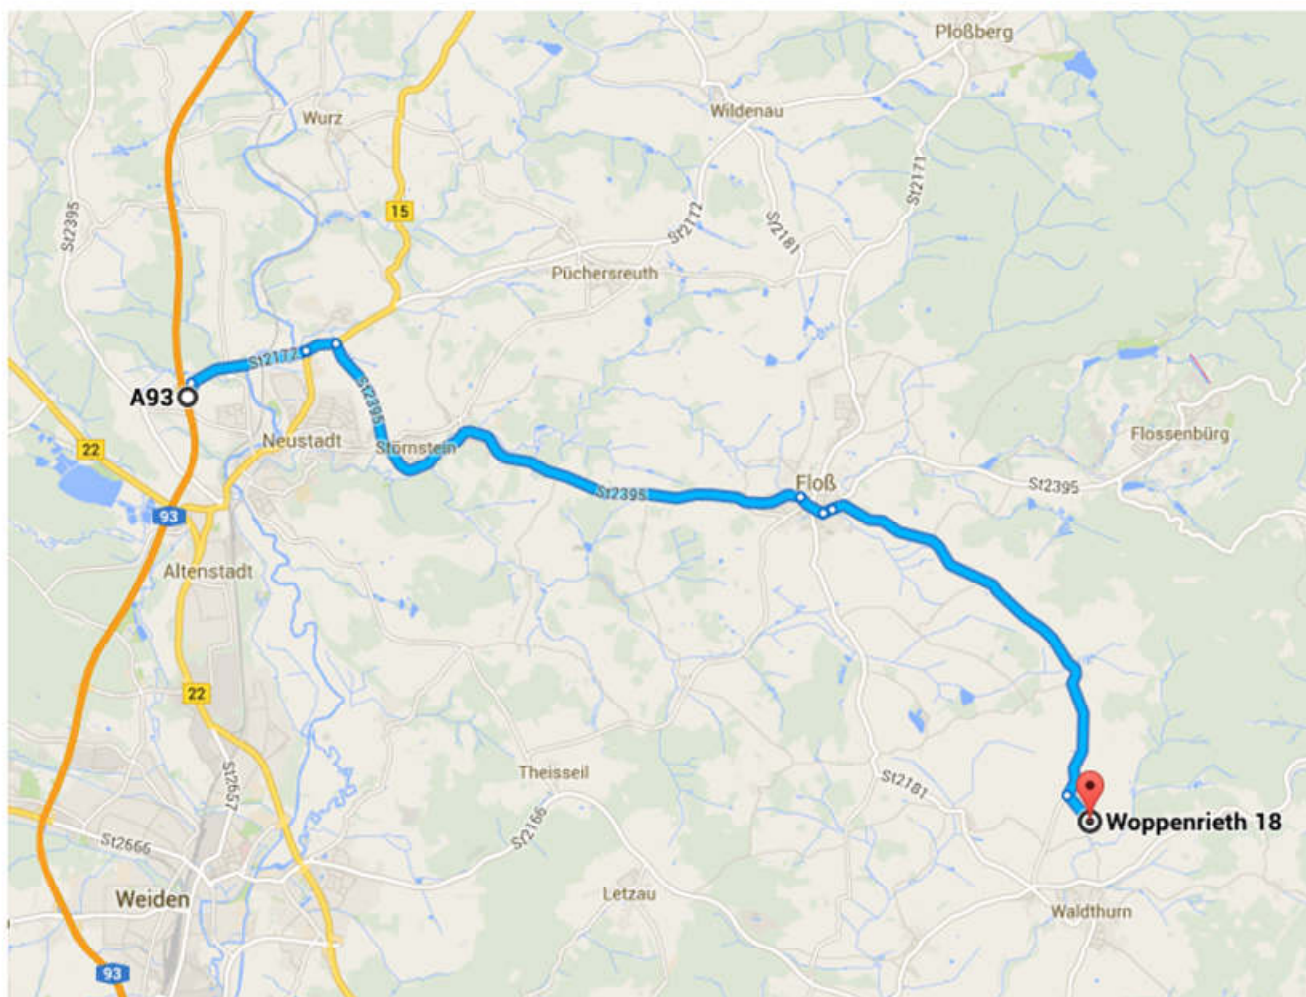 Ploßberg
Wildenau
Wurz
St2395
15
St2171
St2172
St2181
Püchersreuth
St2172
A93
St2395
22
Neustadt
Störnstein
Flossenbürg
Floß
St2395
St2395
93
Altenstadt
22
Theisseil
St2181
St2657
Woppenrieth 18
St2166
St2666
Weiden
Letzau
Waldthurn
93